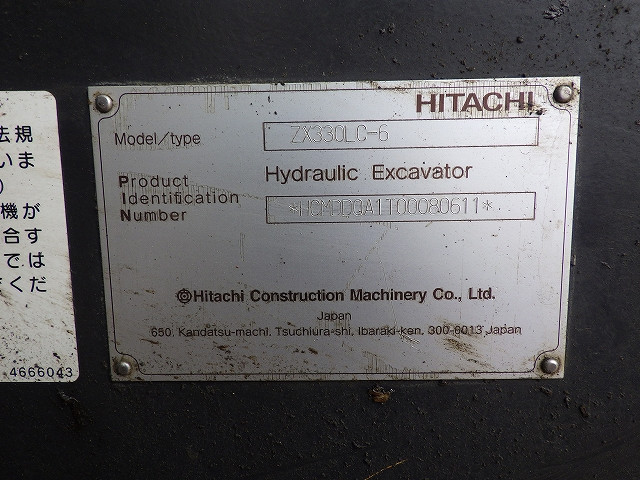 HITACHI
Model/type ZX330LC-6
Hydraulic Excavator
Product
Identification
Number
©Hitachi Construction Machinery Co., Ltd.
Japan
650, Kandatsu-machi, Tsuchiura-shi, Ibaraki-ken, 300-0013 Japan
法規
いま
)
機が
合す
では
くだ
4666043